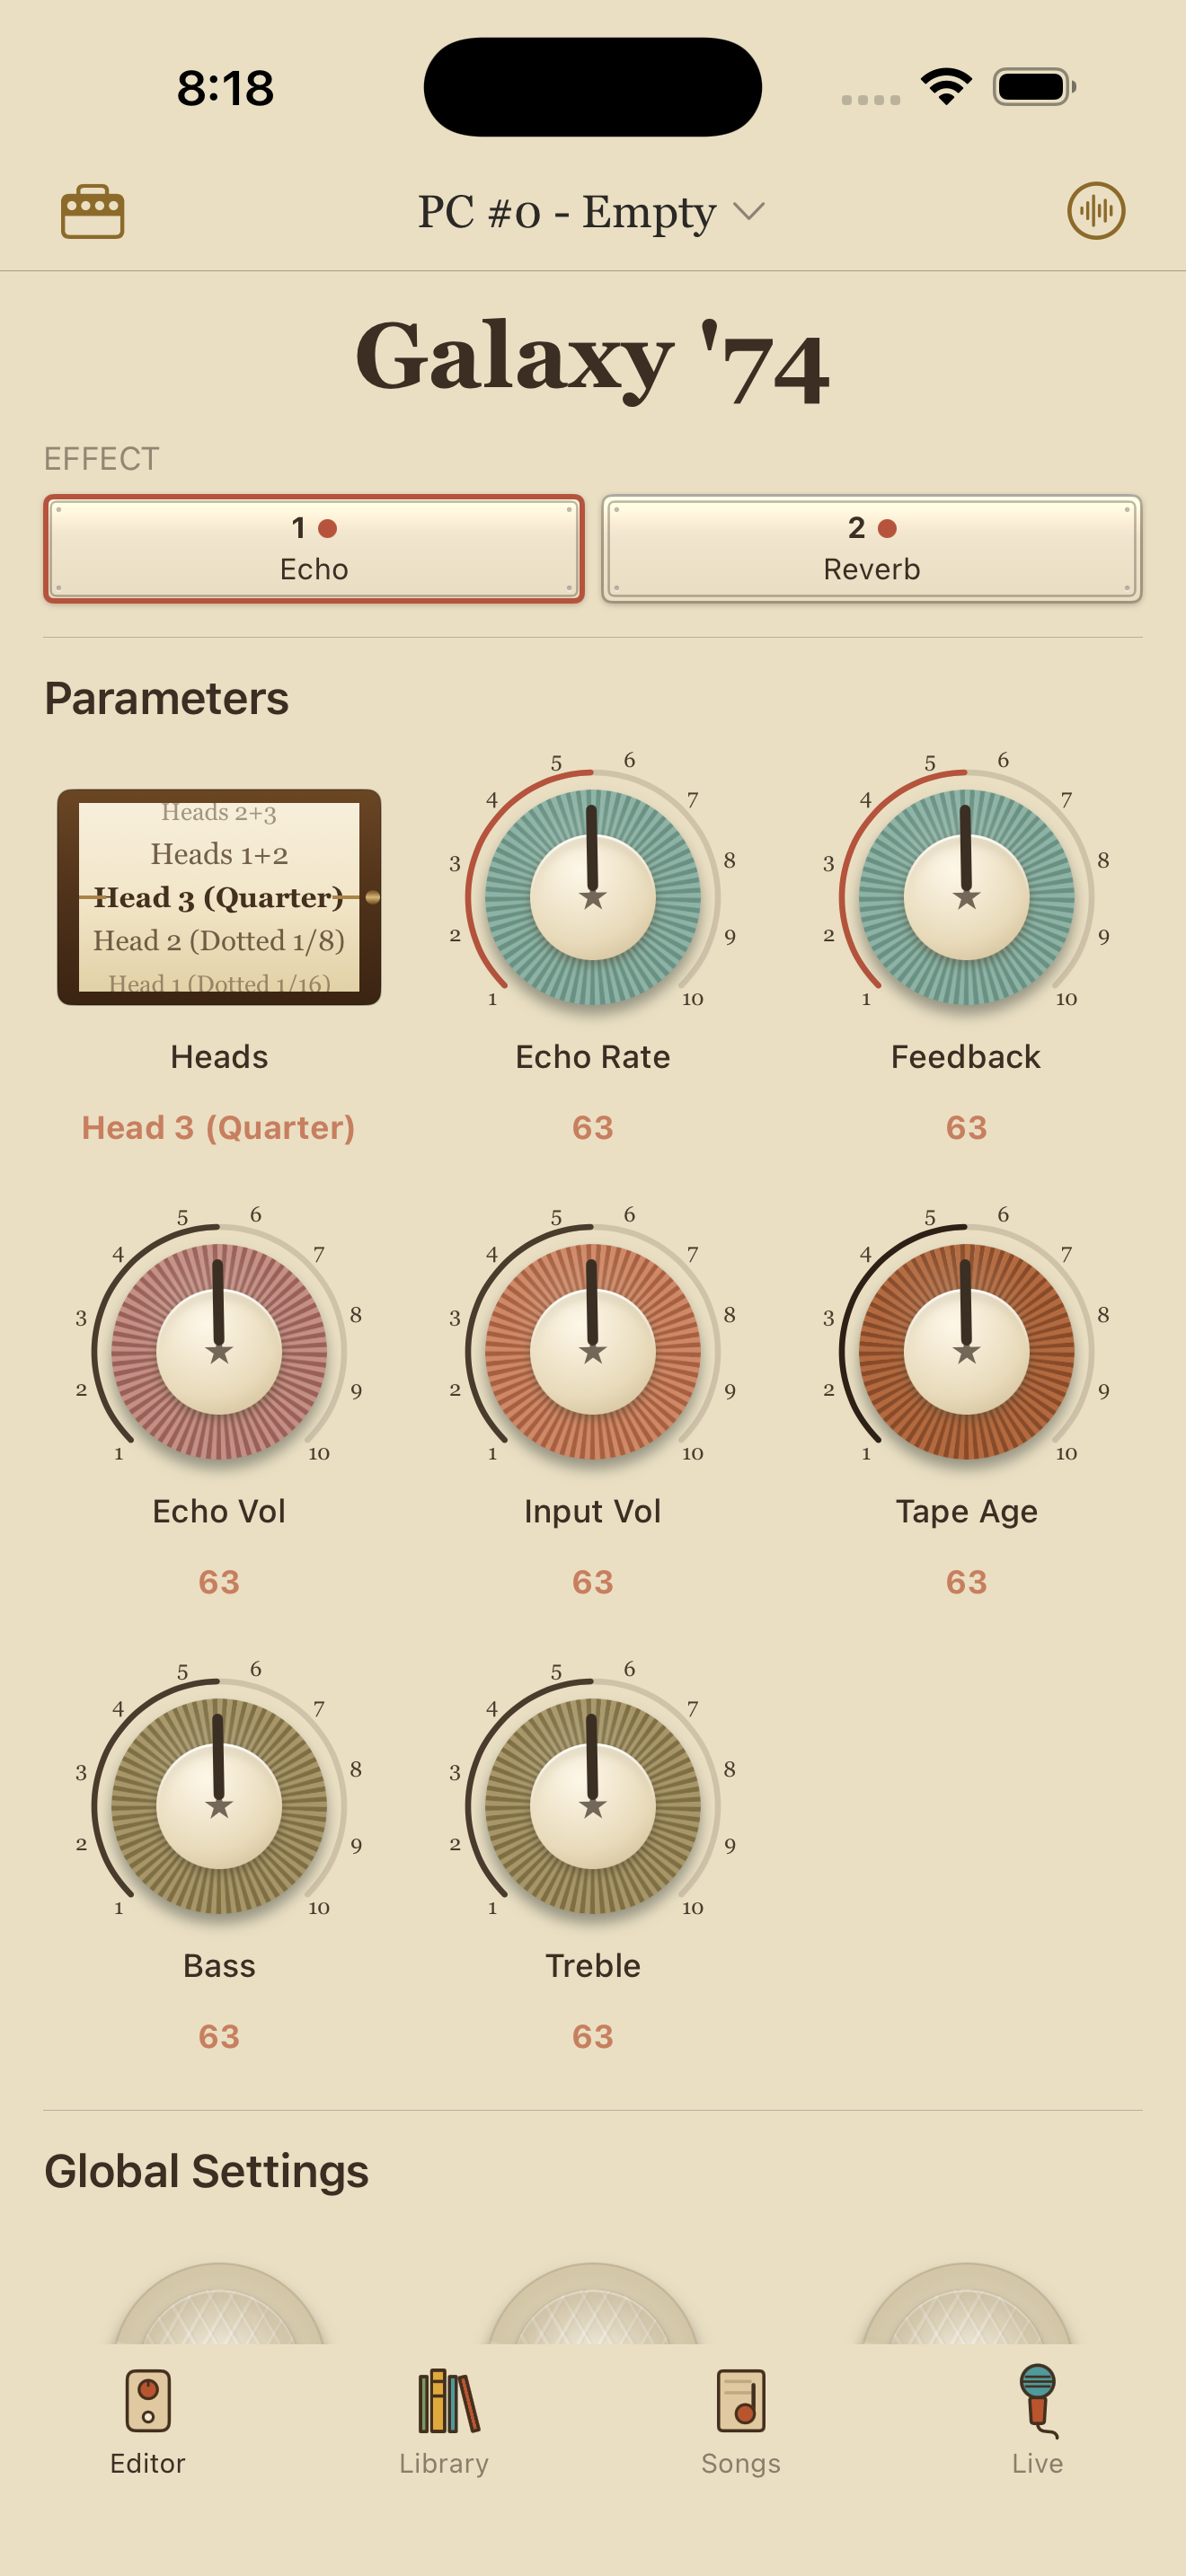 8:18
PC #0 - Empty
Galaxy '74
EFFECT
1
Echo
2
Reverb
Parameters
Heads 2+3
Heads 1+2
Head 3 (Quarter)
Head 2 (Dotted 1/8)
Head 1 (Dotted 1/16)
Heads
Head 3 (Quarter)
1 2 3 4 5 6 7 8 9 10
Echo Rate
63
1 2 3 4 5 6 7 8 9 10
Feedback
63
1 2 3 4 5 6 7 8 9 10
Echo Vol
63
1 2 3 4 5 6 7 8 9 10
Input Vol
63
1 2 3 4 5 6 7 8 9 10
Tape Age
63
1 2 3 4 5 6 7 8 9 10
Bass
63
1 2 3 4 5 6 7 8 9 10
Treble
63
Global Settings
Editor
Library
Songs
Live